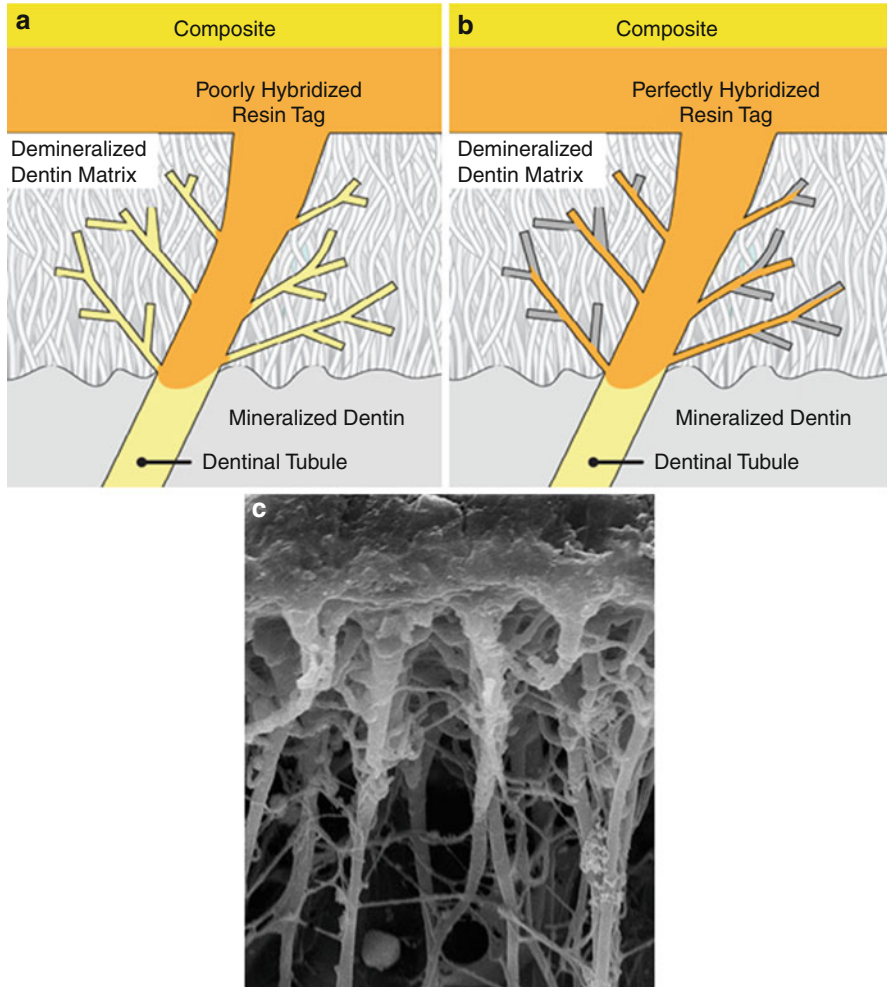 a
Composite
Poorly Hybridized
Resin Tag
Demineralized
Dentin Matrix
Mineralized Dentin
Dentinal Tubule
b
Composite
Perfectly Hybridized
Resin Tag
Demineralized
Dentin Matrix
Mineralized Dentin
Dentinal Tubule
c